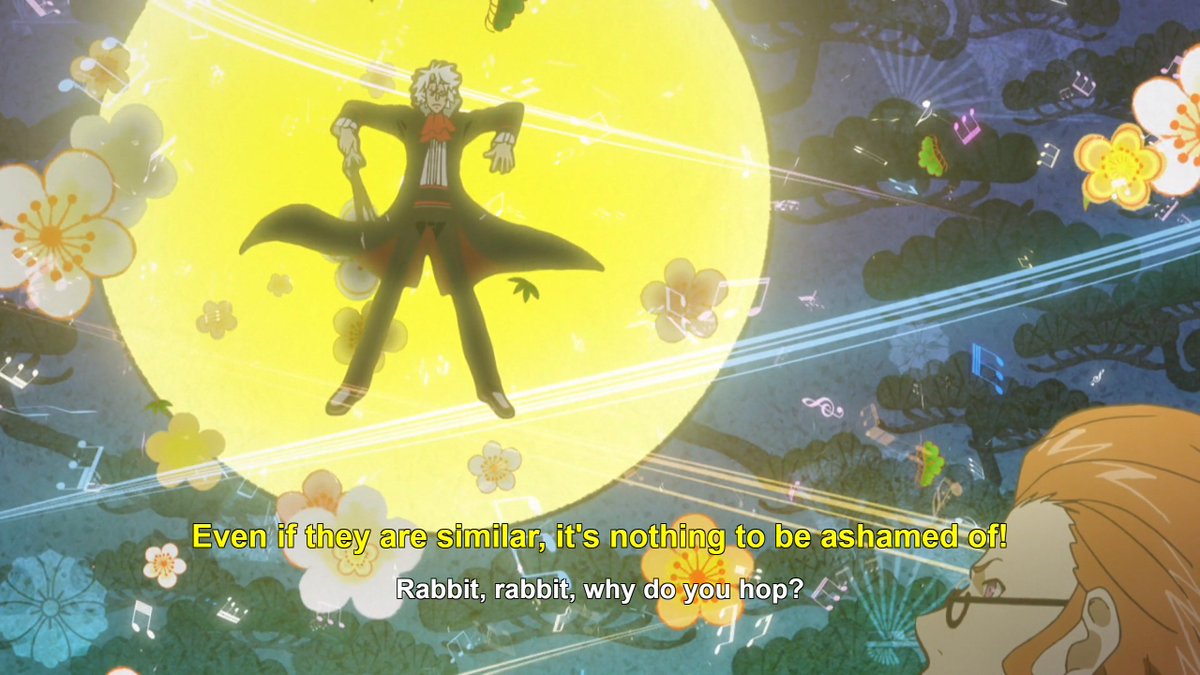 Even if they are similar, it's nothing to be ashamed of!
Rabbit, rabbit, why do you hop?